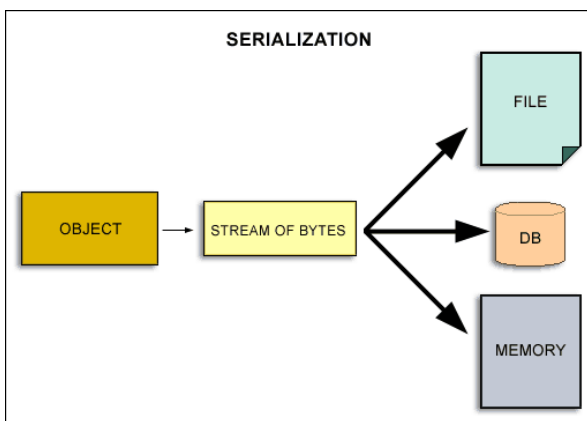 SERIALIZATION
FILE
OBJECT
STREAM OF BYTES
DB
MEMORY